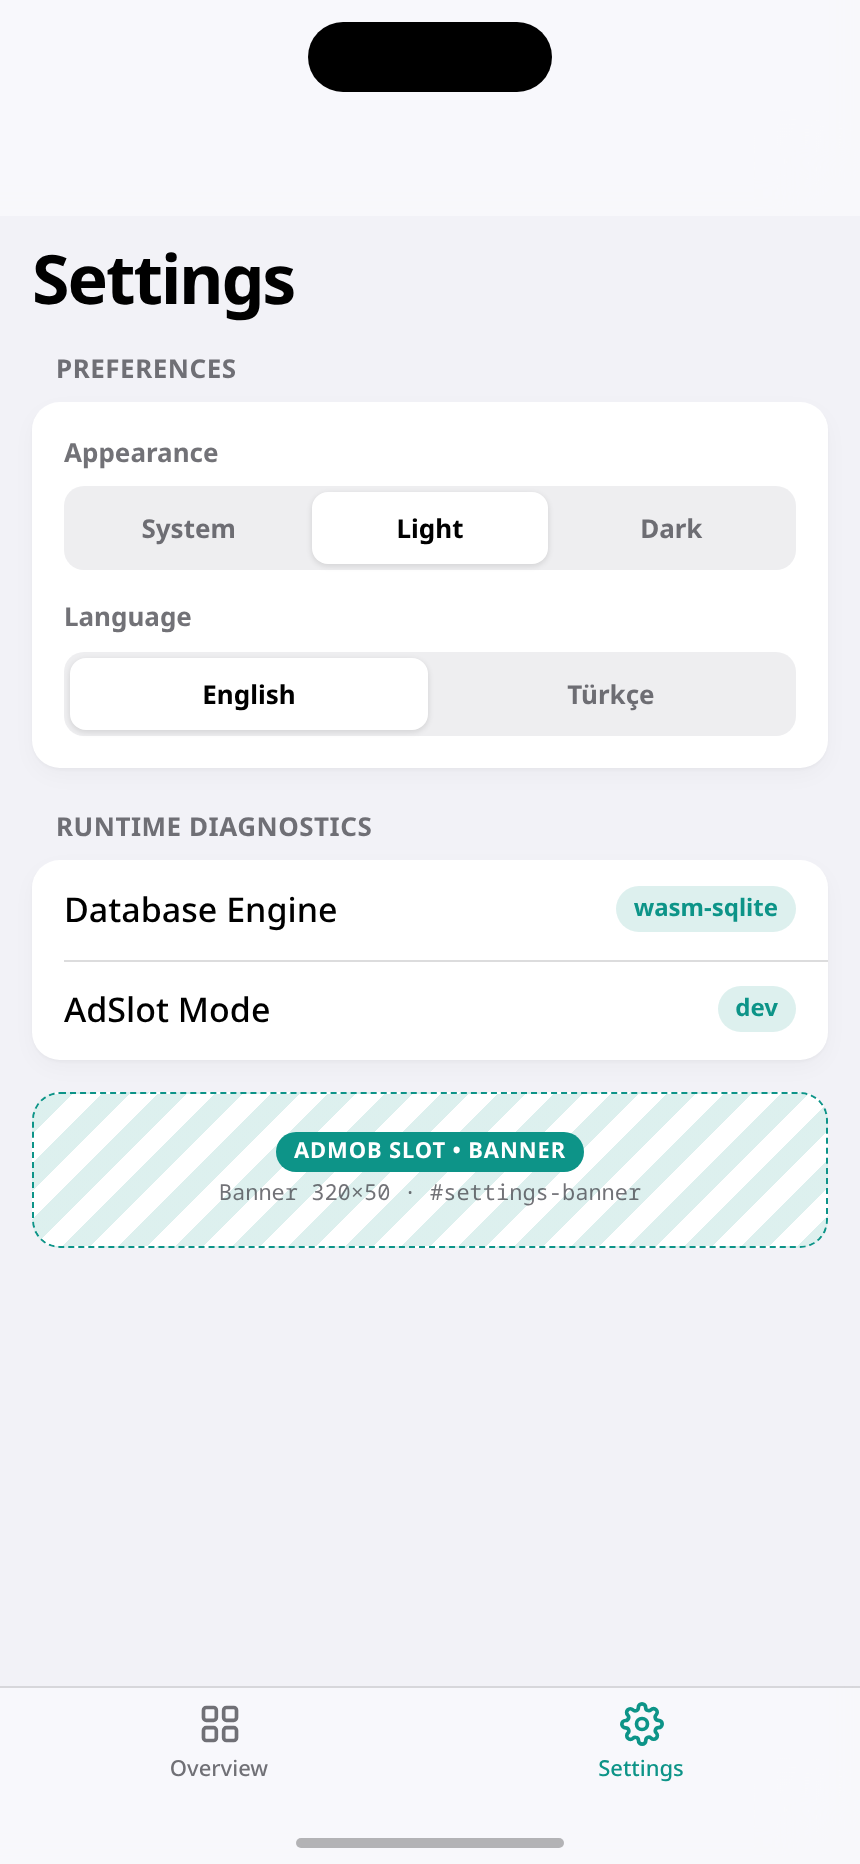 Settings
PREFERENCES
Appearance
System Light Dark
Language
English Türkçe
RUNTIME DIAGNOSTICS
Database Engine wasm-sqlite
AdSlot Mode dev
ADMOB SLOT • BANNER
Banner 320×50 · #settings-banner
Overview Settings